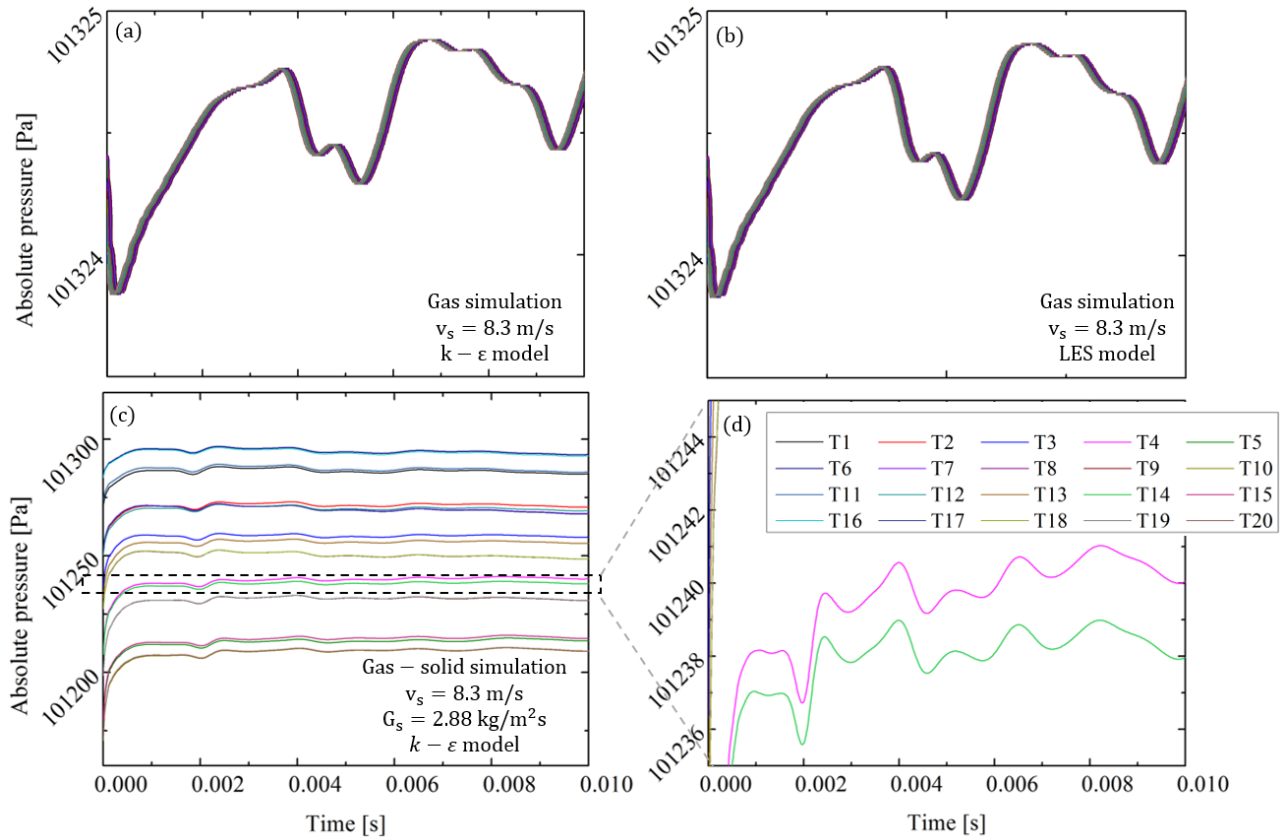 (a)
(b)
101325
101325
101324
101324
Absolute pressure [Pa]
Absolute pressure [Pa]
Gas simulation
vₛ = 8.3 m/s
k − ε model
Gas simulation
vₛ = 8.3 m/s
LES model
(c)
(d)
101300
101250
101200
Absolute pressure [Pa]
Gas − solid simulation
vₛ = 8.3 m/s
Gₛ = 2.88 kg/m²s
k − ε model
0.000 0.002 0.004 0.006 0.008 0.010
Time [s]
101244
101242
101240
101238
101236
T1 T2 T3 T4 T5
T6 T7 T8 T9 T10
T11 T12 T13 T14 T15
T16 T17 T18 T19 T20
0.000 0.002 0.004 0.006 0.008 0.010
Time [s]